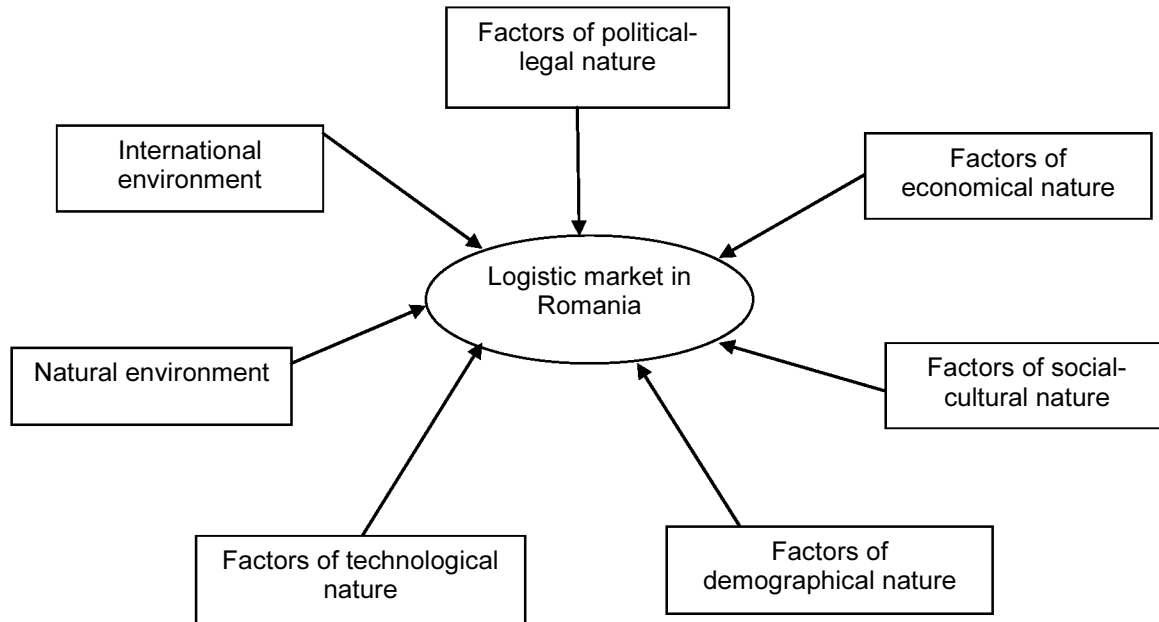 Factors of political-
legal nature
International
environment
Factors of
economical nature
Logistic market in
Romania
Natural environment
Factors of social-
cultural nature
Factors of technological
nature
Factors of
demographical nature